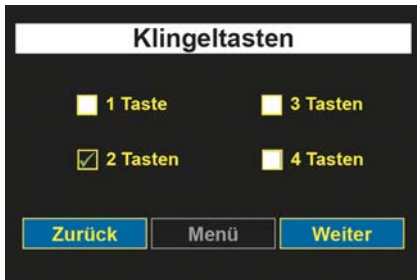 Klingeltasten
1 Taste
3 Tasten
2 Tasten
4 Tasten
Zurück
Menü
Weiter